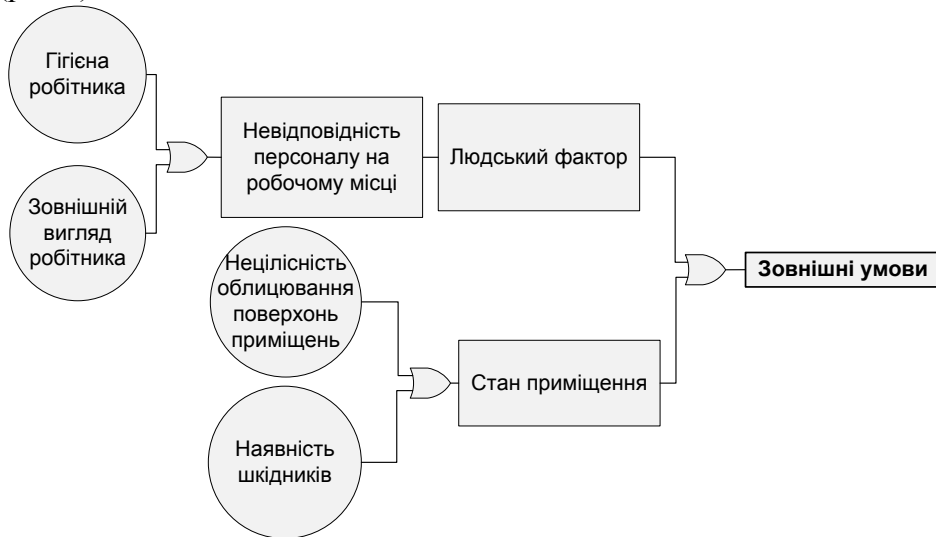 Гігієна
робітника
Невідповідність
персоналу на
робочому місці
Людський фактор
Зовнішній
вигляд
робітника
Нецілісність
облицювання
поверхонь
приміщень
Зовнішні умови
Стан приміщення
Наявність
шкідників